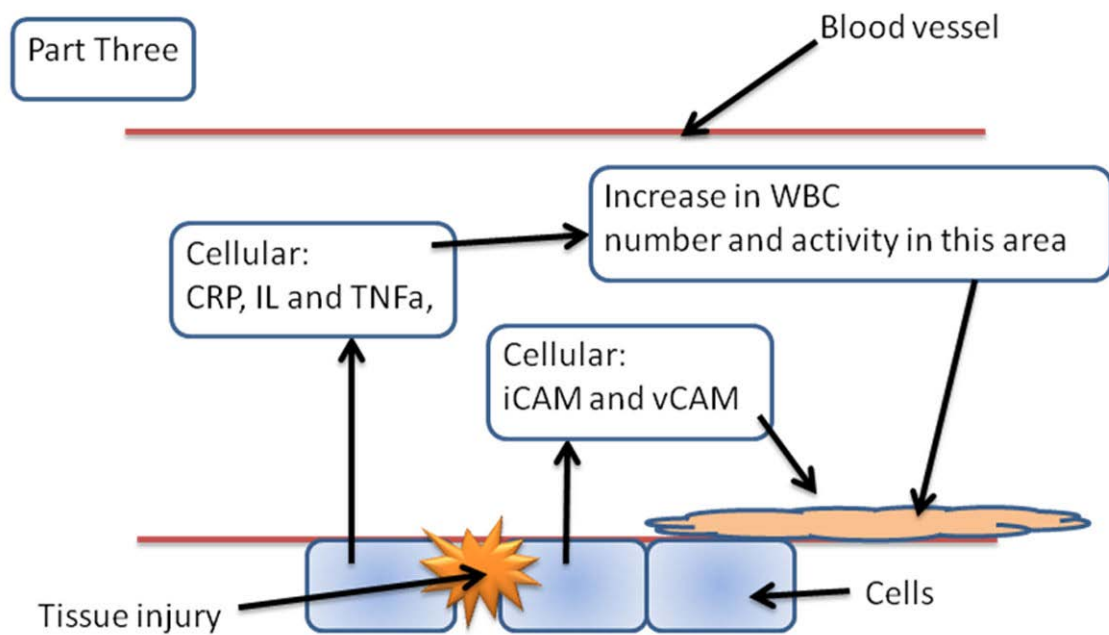 Part Three
Blood vessel
Increase in WBC
number and activity in this area
Cellular:
CRP, IL and TNFa,
Cellular:
iCAM and vCAM
Tissue injury
Cells